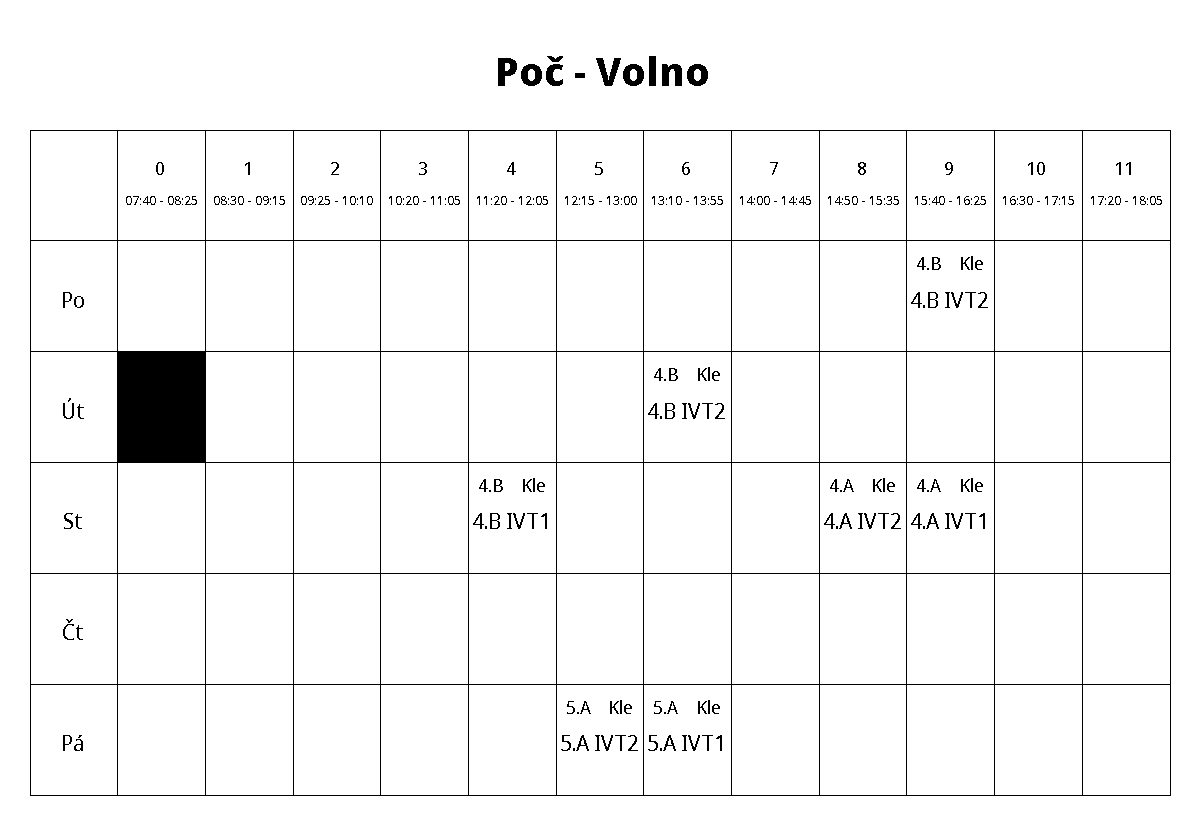 Poč - Volno
0 1 2 3 4 5 6 7 8 9 10 11
07:40 - 08:25 08:30 - 09:15 09:25 - 10:10 10:20 - 11:05 11:20 - 12:05 12:15 - 13:00 13:10 - 13:55 14:00 - 14:45 14:50 - 15:35 15:40 - 16:25 16:30 - 17:15 17:20 - 18:05
4.B Kle
Po 4.B IVT2
4.B Kle
Út 4.B IVT2
4.B Kle 4.A Kle 4.A Kle
St 4.B IVT1 4.A IVT2 4.A IVT1
Čt
5.A Kle 5.A Kle
Pá 5.A IVT2 5.A IVT1